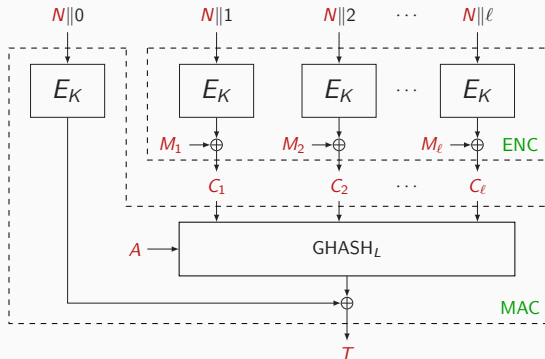 N||0 N||1 N||2 ··· N||ℓ
E_K E_K E_K ··· E_K
M_1 M_2 M_ℓ ENC
C_1 C_2 ··· C_ℓ
A GHASH_L
MAC
T